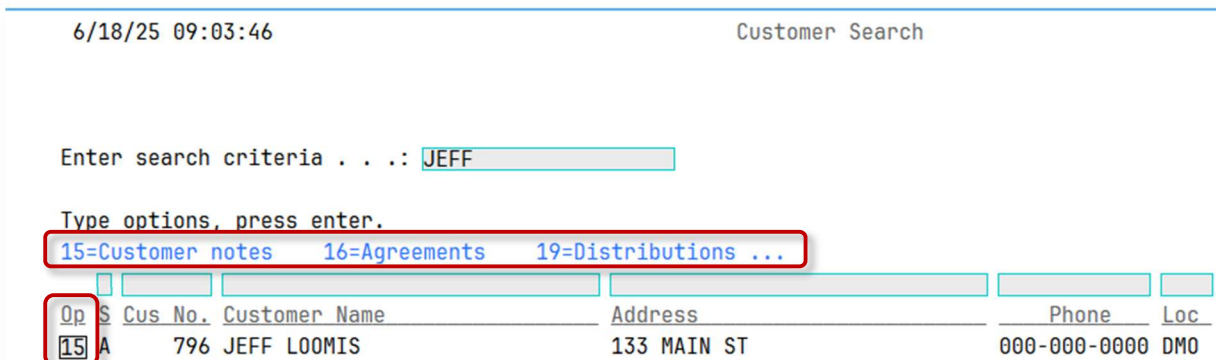 6/18/25 09:03:46 Customer Search
Enter search criteria . . .: JEFF
Type options, press enter.
15=Customer notes 16=Agreements 19=Distributions ...
Op S Cus No. Customer Name Address Phone Loc
15 A 796 JEFF LOOMIS 133 MAIN ST 000-000-0000 DMO